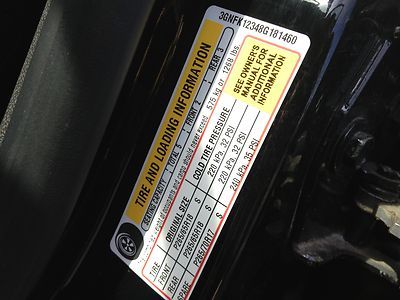 3GNFK12348G181460
TIRE AND LOADING INFORMATION
SEATING CAPACITY TOTAL 5 FRONT 2 REAR 3
The combined weight of occupants and cargo should never exceed 575 kg or 1268 lbs.
TIRE ORIGINAL SIZE COLD TIRE PRESSURE
FRONT P265/65R18 S 220 kPa, 32 PSI
REAR P265/65R18 S 220 kPa, 32 PSI
SPARE P265/70R17 S 240 kPa, 35 PSI
SEE OWNER'S
MANUAL FOR
ADDITIONAL
INFORMATION